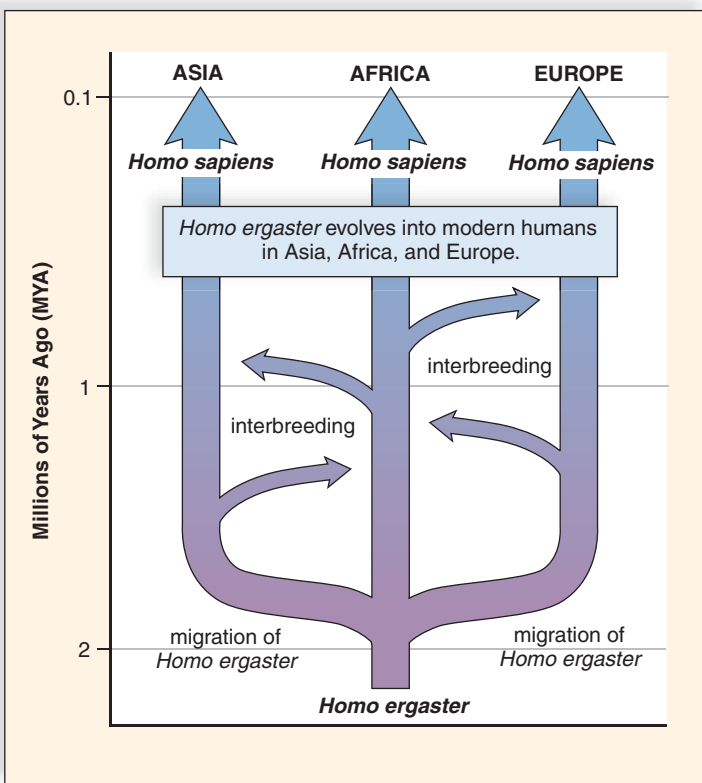 ASIA
AFRICA
EUROPE
0.1
Homo sapiens
Homo sapiens
Homo sapiens
Homo ergaster evolves into modern humans
in Asia, Africa, and Europe.
Millions of Years Ago (MYA)
interbreeding
1
interbreeding
migration of
Homo ergaster
migration of
Homo ergaster
2
Homo ergaster